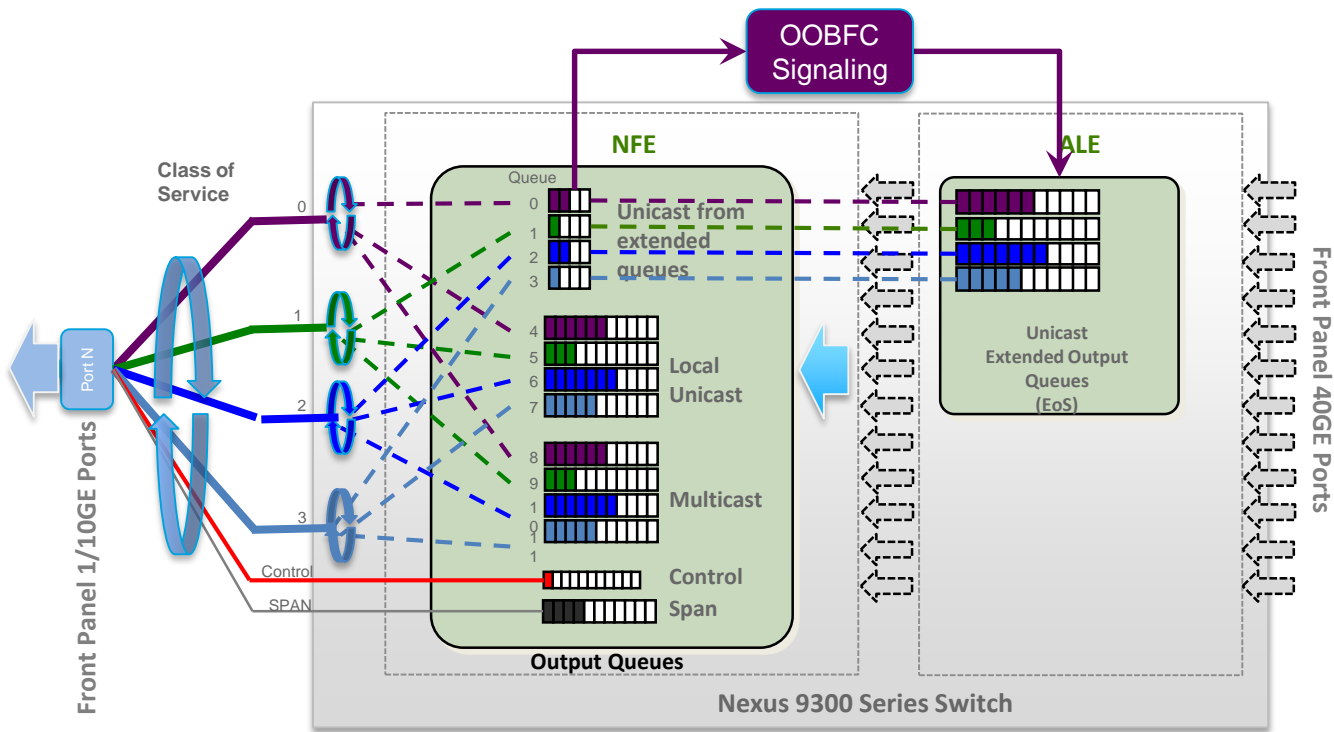 OOBFC
Signaling
NFE
ALE
Class of
Service
Queue
0
1
2
3
Unicast from
extended
queues
4
5
6
7
Local
Unicast
8
9
1
0
1
1
Multicast
Control
Span
Output Queues
0
1
2
3
Control
SPAN
Port N
Front Panel 1/10GE Ports
Unicast
Extended Output
Queues
(EoS)
Front Panel 40GE Ports
Nexus 9300 Series Switch